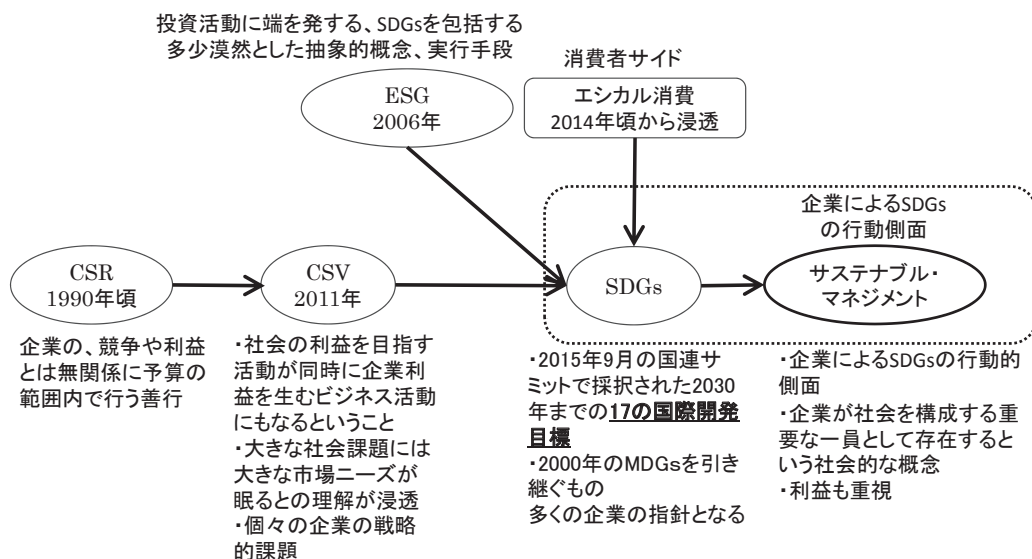 投資活動に端を発する、SDGsを包括する
多少漠然とした抽象的概念、実行手段
ESG
2006年
消費者サイド
エシカル消費
2014年頃から浸透
企業によるSDGs
の行動側面
CSR
1990年頃
CSV
2011年
SDGs
サステナブル・
マネジメント
企業の、競争や利益
とは無関係に予算の
範囲内で行う善行
・社会の利益を目指す
活動が同時に企業利
益を生むビジネス活動
にもなるということ
・大きな社会課題には
大きな市場ニーズが
眠るとの理解が浸透
・個々の企業の戦略
的課題
・2015年9月の国連サ
ミットで採択された2030
年までの17の国際開発
目標
・2000年のMDGsを引き
継ぐもの
多くの企業の指針となる
・企業によるSDGsの行動的
側面
・企業が社会を構成する重
要な一員として存在すると
いう社会的な概念
・利益も重視